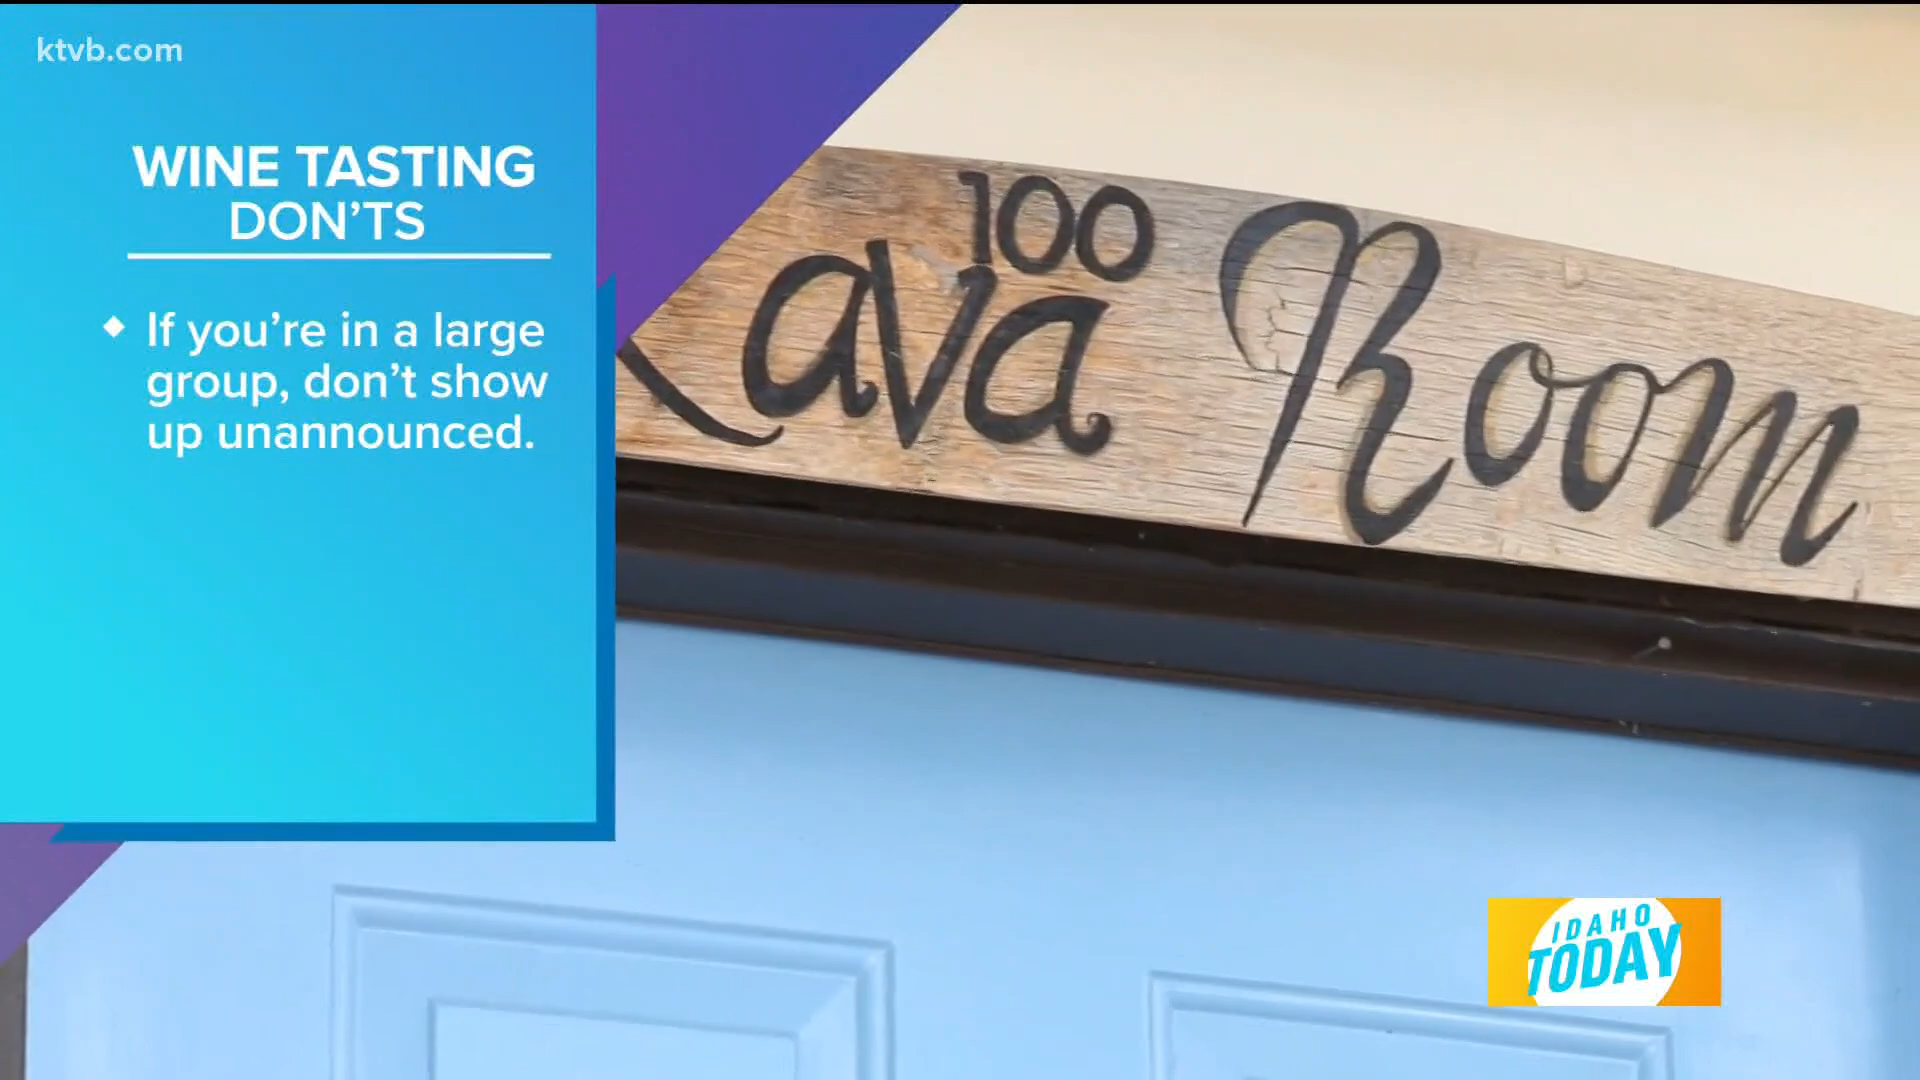 ktvb.com
WINE TASTING
DON'TS
If you're in a large
group, don't show
up unannounced.
100
Lava Room
IDAHO
TODAY